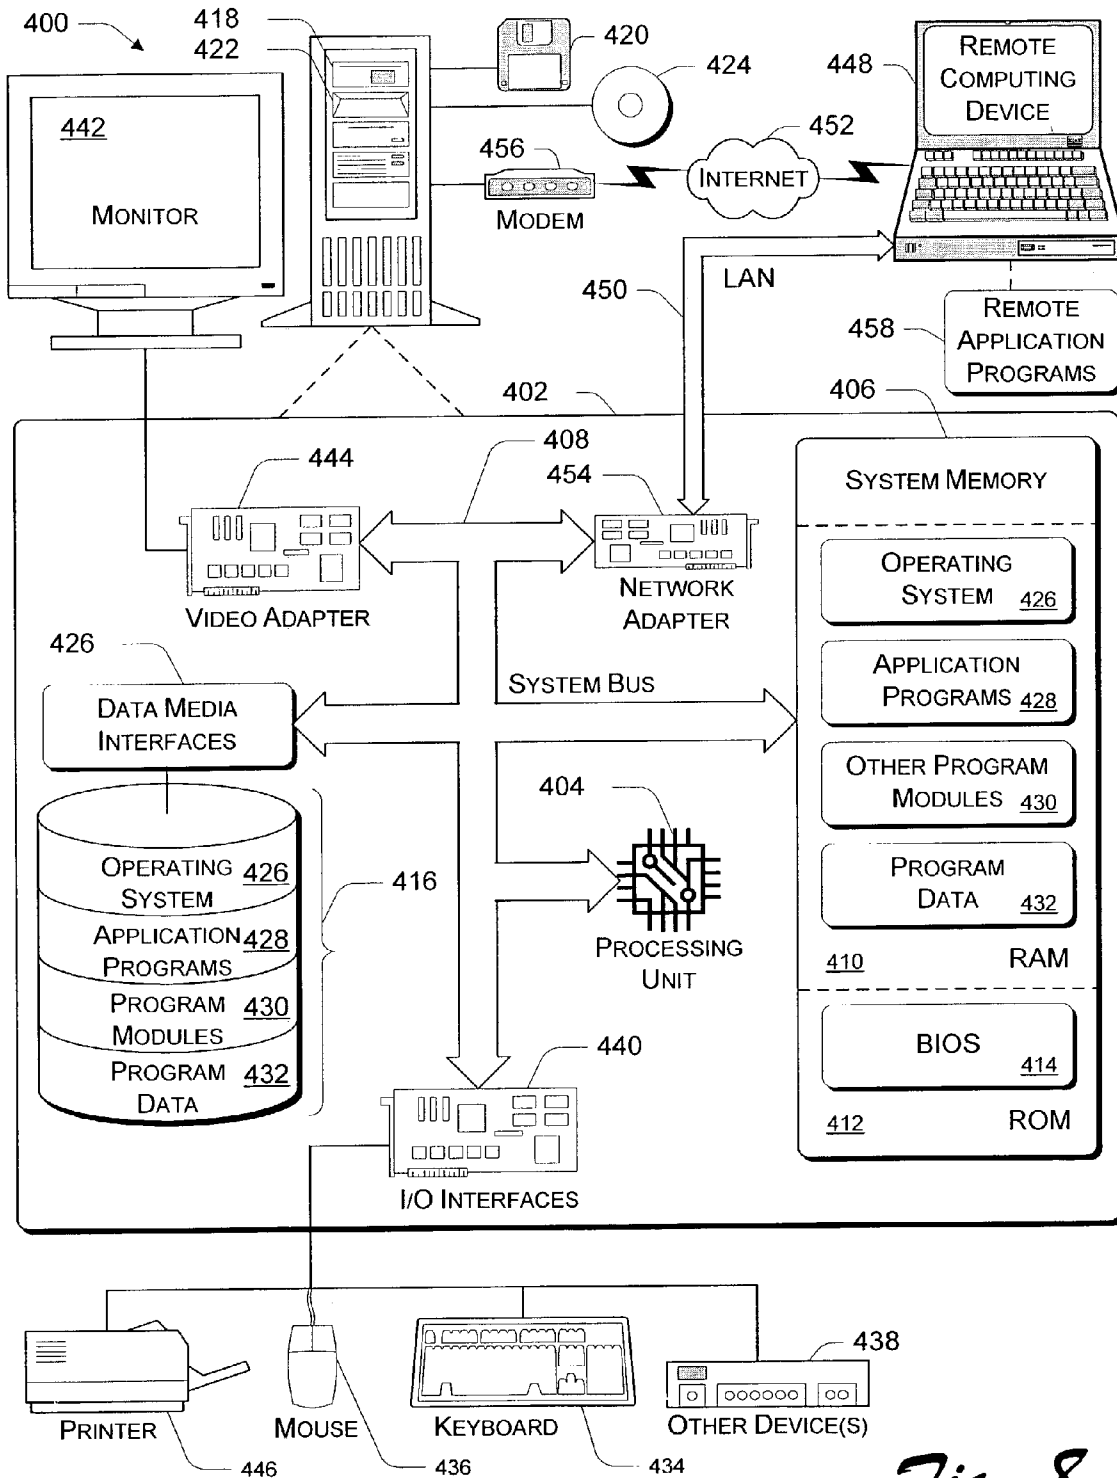 400
418
422
420
424
442
MONITOR
456
MODEM
452
INTERNET
448
REMOTE
COMPUTING
DEVICE
450
LAN
458
REMOTE
APPLICATION
PROGRAMS
402
406
408
444
VIDEO ADAPTER
454
NETWORK
ADAPTER
SYSTEM MEMORY
OPERATING
SYSTEM 426
APPLICATION
PROGRAMS 428
OTHER PROGRAM
MODULES 430
PROGRAM
DATA 432
410 RAM
BIOS
414
412 ROM
426
DATA MEDIA
INTERFACES
SYSTEM BUS
404
PROCESSING
UNIT
416
OPERATING 426
SYSTEM
APPLICATION 428
PROGRAMS
PROGRAM 430
MODULES
PROGRAM 432
DATA
440
I/O INTERFACES
PRINTER
446
MOUSE
436
KEYBOARD
434
438
OTHER DEVICE(S)
Fig. 8